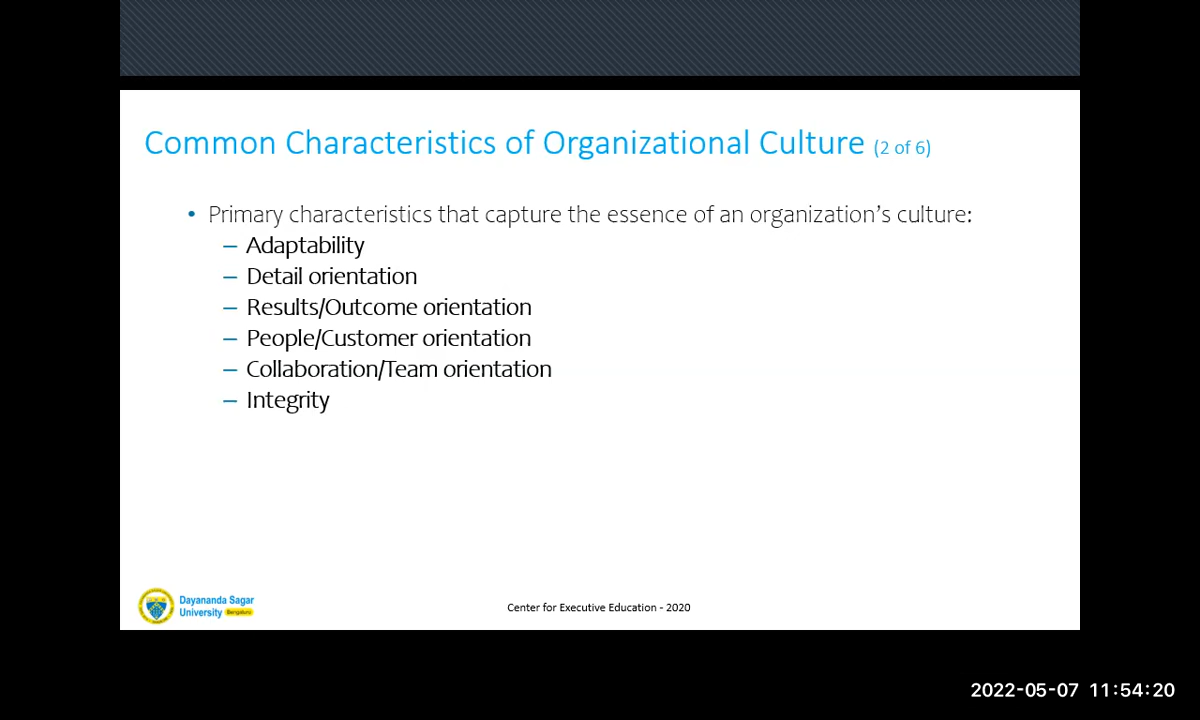 Common Characteristics of Organizational Culture (2 of 6)
• Primary characteristics that capture the essence of an organization's culture:
– Adaptability
– Detail orientation
– Results/Outcome orientation
– People/Customer orientation
– Collaboration/Team orientation
– Integrity
Dayananda Sagar
University Bengaluru
Center for Executive Education - 2020
2022-05-07 11:54:20